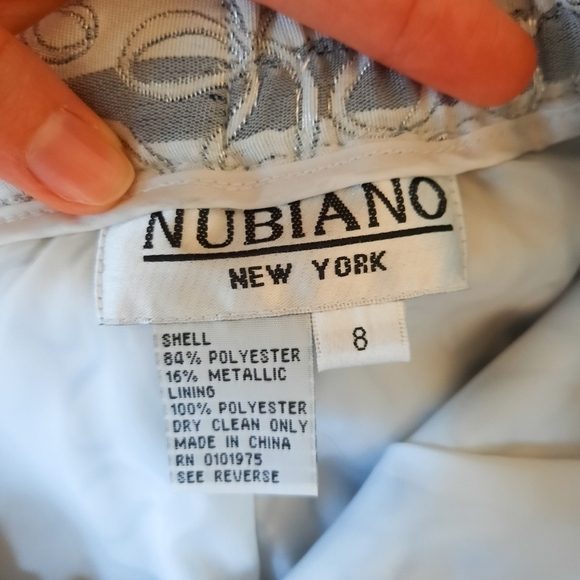 NUBIANO
NEW YORK
8
SHELL
84% POLYESTER
16% METALLIC
LINING
100% POLYESTER
DRY CLEAN ONLY
MADE IN CHINA
RN 0101975
SEE REVERSE